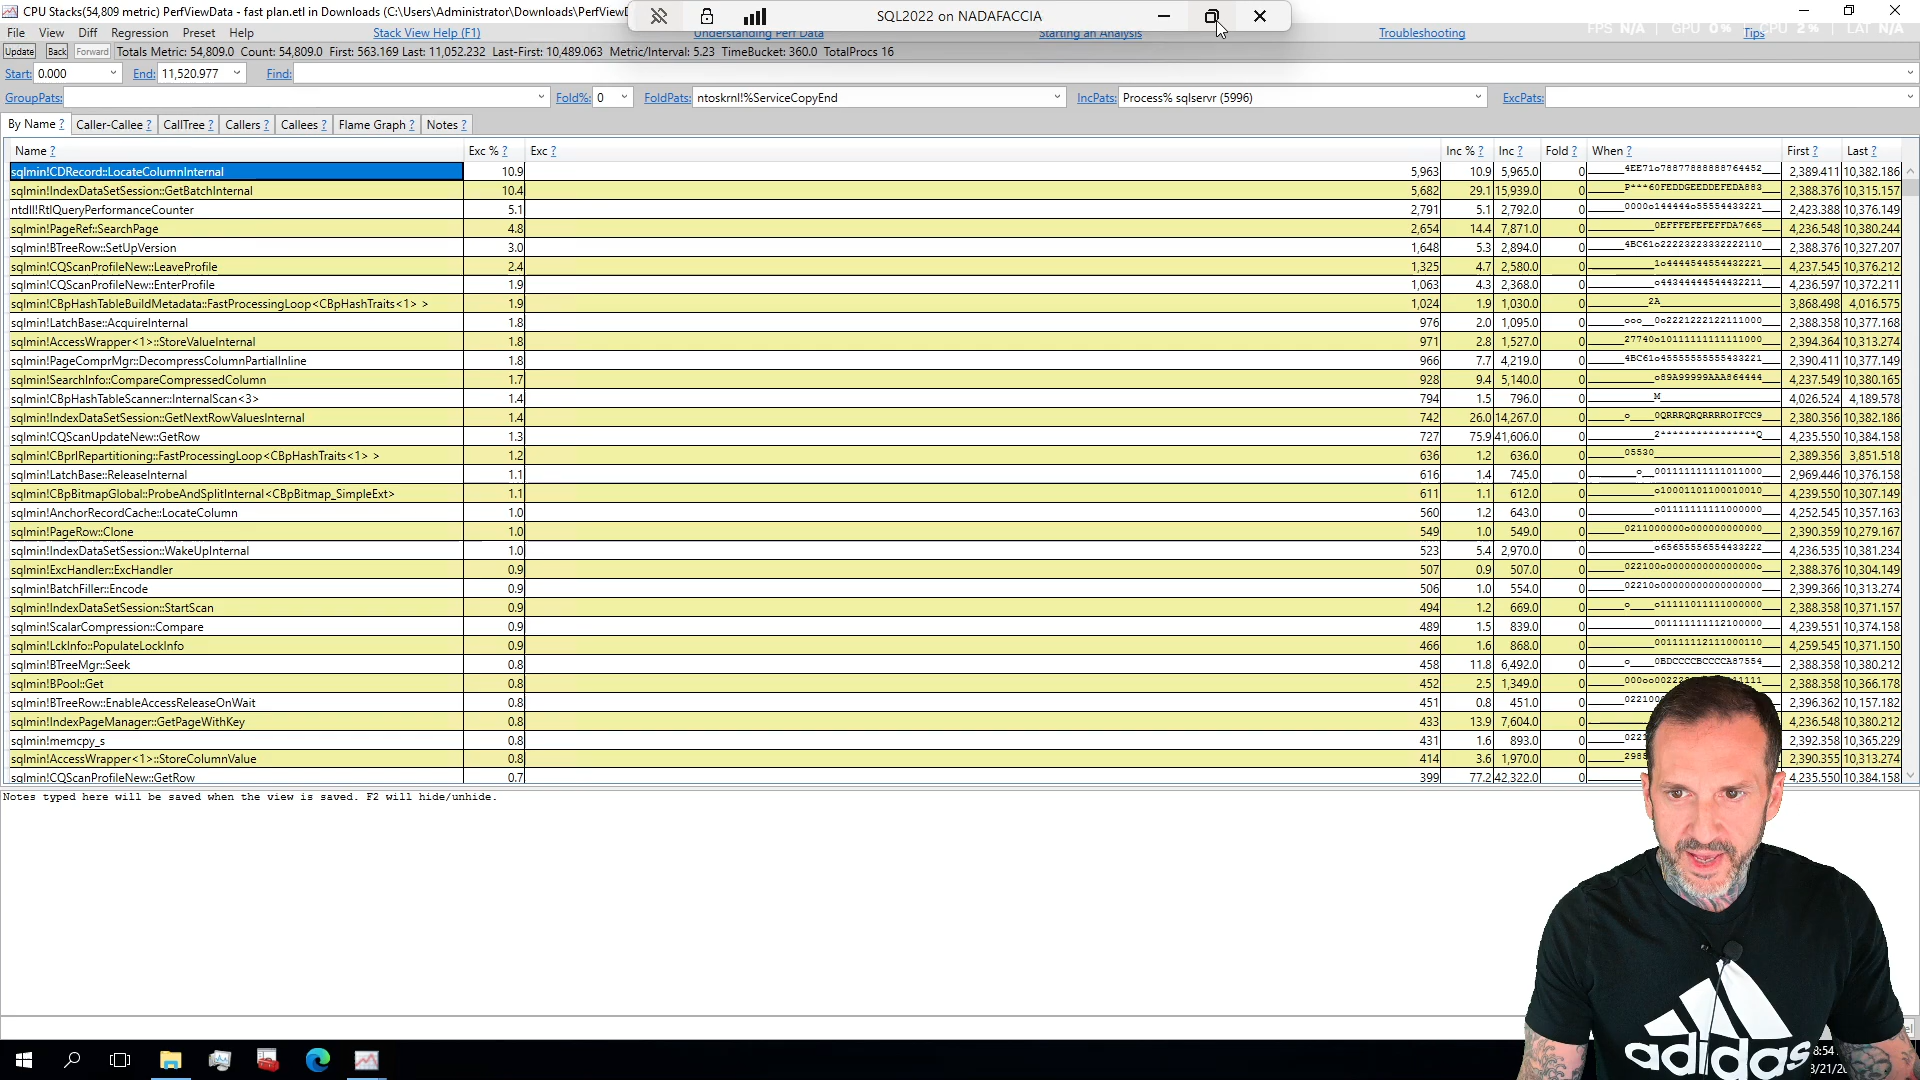 CPU Stacks(54,809 metric) PerfViewData - fast plan.etl in Downloads (C:\Users\Administrator\Downloads\PerfViewD
SQL2022 on NADAFACCIA
File View Diff Regression Preset Help Stack View Help (F1) Understanding Perf Data Starting an Analysis Troubleshooting Tips
FPS N/A GPU 0% CPU 2% LAT N/A
Update Back Forward Totals Metric: 54,809.0 Count: 54,809.0 First: 563.169 Last: 11,052.232 Last-First: 10,489.063 Metric/Interval: 5.23 TimeBucket: 360.0 TotalProcs 16
Start: 0.000 End: 11,520.977 Find:
GroupPats: Fold%: 0 FoldPats: ntoskrnl!%ServiceCopyEnd IncPats: Process% sqlservr (5996) ExcPats:
By Name ? Caller-Callee ? CallTree ? Callers ? Callees ? Flame Graph ? Notes ?
Name ? Exc % ? Exc ? Inc % ? Inc ? Fold ? When ? First ? Last ?
sqlmin!CDRecord::LocateColumnInternal 10.9 5,963 10.9 5,965.0 0 2,389.411 10,382.186
sqlmin!IndexDataSetSession::GetBatchInternal 10.4 5,682 29.1 15,939.0 0 2,388.376 10,315.157
ntdll!RtlQueryPerformanceCounter 5.1 2,791 5.1 2,792.0 0 2,423.388 10,376.149
sqlmin!PageRef::SearchPage 4.8 2,654 14.4 7,871.0 0 4,236.548 10,380.244
sqlmin!BTreeRow::SetUpVersion 3.0 1,648 5.3 2,894.0 0 2,388.376 10,327.207
sqlmin!CQScanProfileNew::LeaveProfile 2.4 1,325 4.7 2,580.0 0 4,237.545 10,376.212
sqlmin!CQScanProfileNew::EnterProfile 1.9 1,063 4.3 2,368.0 0 4,236.597 10,372.211
sqlmin!CBpHashTableBuildMetadata::FastProcessingLoop<CBpHashTraits<1> > 1.9 1,024 1.9 1,030.0 0 2A 3,868.498 4,016.575
sqlmin!LatchBase::AcquireInternal 1.8 976 2.0 1,095.0 0 2,388.358 10,377.168
sqlmin!AccessWrapper<1>::StoreValueInternal 1.8 971 2.8 1,527.0 0 2,394.364 10,313.274
sqlmin!PageComprMgr::DecompressColumnPartialInline 1.8 966 7.7 4,219.0 0 2,390.411 10,377.149
sqlmin!SearchInfo::CompareCompressedColumn 1.7 928 9.4 5,140.0 0 4,237.549 10,380.165
sqlmin!CBpHashTableScanner::InternalScan<3> 1.4 794 1.5 796.0 0 M 4,026.524 4,189.578
sqlmin!IndexDataSetSession::GetNextRowValuesInternal 1.4 742 26.0 14,267.0 0 2,380.356 10,382.186
sqlmin!CQScanUpdateNew::GetRow 1.3 727 75.9 41,606.0 0 4,235.550 10,384.158
sqlmin!CBprIRepartitioning::FastProcessingLoop<CBpHashTraits<1> > 1.2 636 1.2 636.0 0 05530 2,389.356 3,851.518
sqlmin!LatchBase::ReleaseInternal 1.1 616 1.4 745.0 0 2,969.446 10,376.158
sqlmin!CBpBitmapGlobal::ProbeAndSplitInternal<CBpBitmap_SimpleExt> 1.1 611 1.1 612.0 0 4,239.550 10,307.149
sqlmin!AnchorRecordCache::LocateColumn 1.0 560 1.2 643.0 0 4,252.545 10,357.163
sqlmin!PageRow::Clone 1.0 549 1.0 549.0 0 2,390.359 10,279.167
sqlmin!IndexDataSetSession::WakeUpInternal 1.0 523 5.4 2,970.0 0 4,236.535 10,381.234
sqlmin!ExcHandler::ExcHandler 0.9 507 0.9 507.0 0 2,388.376 10,304.149
sqlmin!BatchFiller::Encode 0.9 506 1.0 554.0 0 2,399.366 10,313.274
sqlmin!IndexDataSetSession::StartScan 0.9 494 1.2 669.0 0 2,388.358 10,371.157
sqlmin!ScalarCompression::Compare 0.9 489 1.5 839.0 0 4,239.551 10,374.158
sqlmin!LckInfo::PopulateLockInfo 0.9 466 1.6 868.0 0 4,259.545 10,371.150
sqlmin!BTreeMgr::Seek 0.8 458 11.8 6,492.0 0 2,388.358 10,380.212
sqlmin!BPool::Get 0.8 452 2.5 1,349.0 0 2,388.358 10,366.178
sqlmin!BTreeRow::EnableAccessReleaseOnWait 0.8 451 0.8 451.0 0 2,396.362 10,157.182
sqlmin!IndexPageManager::GetPageWithKey 0.8 433 13.9 7,604.0 0 4,236.548 10,380.212
sqlmin!memcpy_s 0.8 431 1.6 893.0 0 2,392.358 10,365.229
sqlmin!AccessWrapper<1>::StoreColumnValue 0.8 414 3.6 1,970.0 0 2,390.355 10,313.274
sqlmin!CQScanProfileNew::GetRow 0.7 399 77.2 42,322.0 0 4,235.550 10,384.158
Notes typed here will be saved when the view is saved. F2 will hide/unhide.
adidas